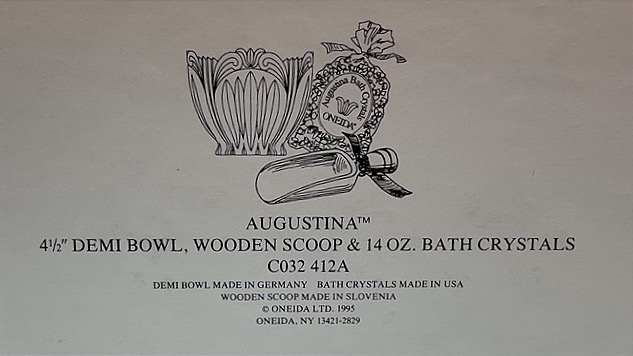 Augustina Bath Crystals
ONEIDA®
AUGUSTINA™
4½" DEMI BOWL, WOODEN SCOOP & 14 OZ. BATH CRYSTALS
C032 412A
DEMI BOWL MADE IN GERMANY BATH CRYSTALS MADE IN USA
WOODEN SCOOP MADE IN SLOVENIA
© ONEIDA LTD. 1995
ONEIDA, NY 13421-2829